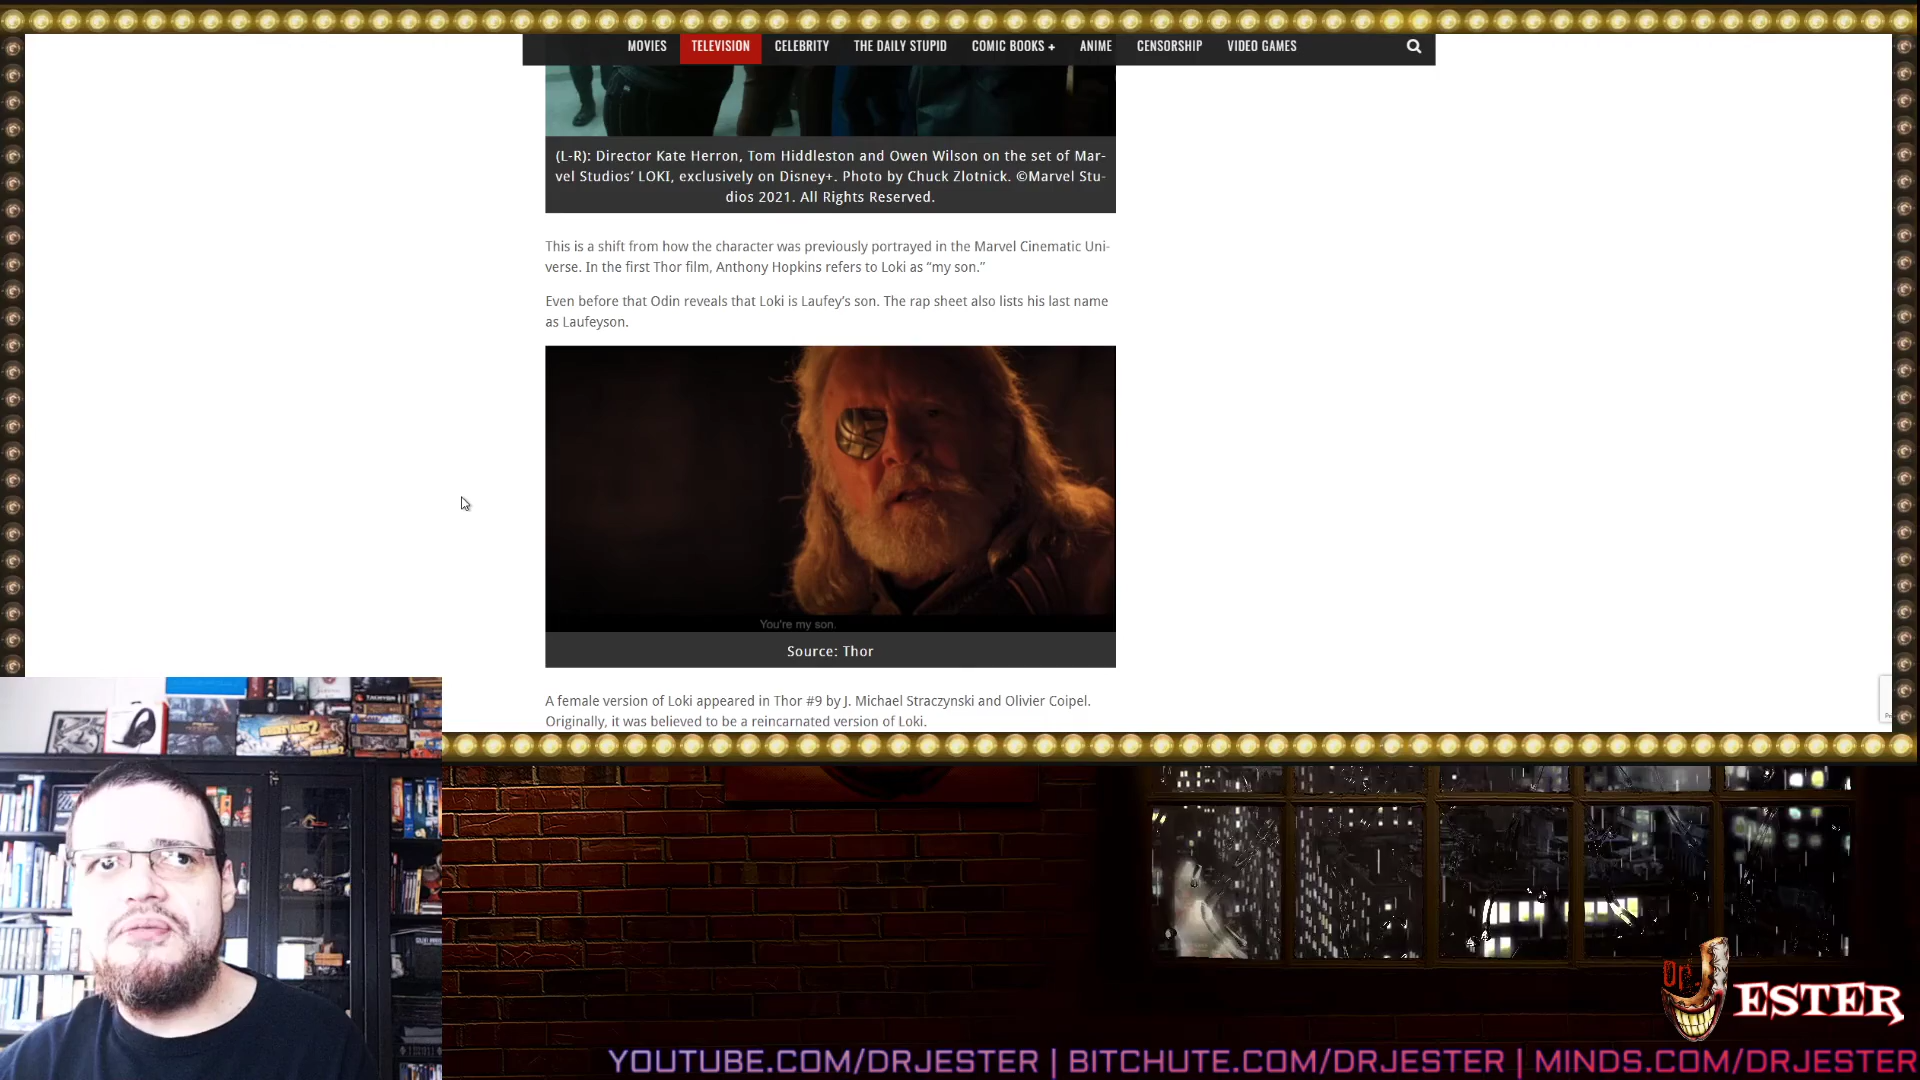 MOVIES TELEVISION CELEBRITY THE DAILY STUPID COMIC BOOKS + ANIME CENSORSHIP VIDEO GAMES
(L-R): Director Kate Herron, Tom Hiddleston and Owen Wilson on the set of Mar-
vel Studios' LOKI, exclusively on Disney+. Photo by Chuck Zlotnick. ©Marvel Stu-
dios 2021. All Rights Reserved.
This is a shift from how the character was previously portrayed in the Marvel Cinematic Uni-
verse. In the first Thor film, Anthony Hopkins refers to Loki as “my son.”
Even before that Odin reveals that Loki is Laufey’s son. The rap sheet also lists his last name
as Laufeyson.
You're my son.
Source: Thor
A female version of Loki appeared in Thor #9 by J. Michael Straczynski and Olivier Coipel.
Originally, it was believed to be a reincarnated version of Loki.
Dr. JESTER
YOUTUBE.COM/DRJESTER | BITCHUTE.COM/DRJESTER | MINDS.COM/DRJESTER